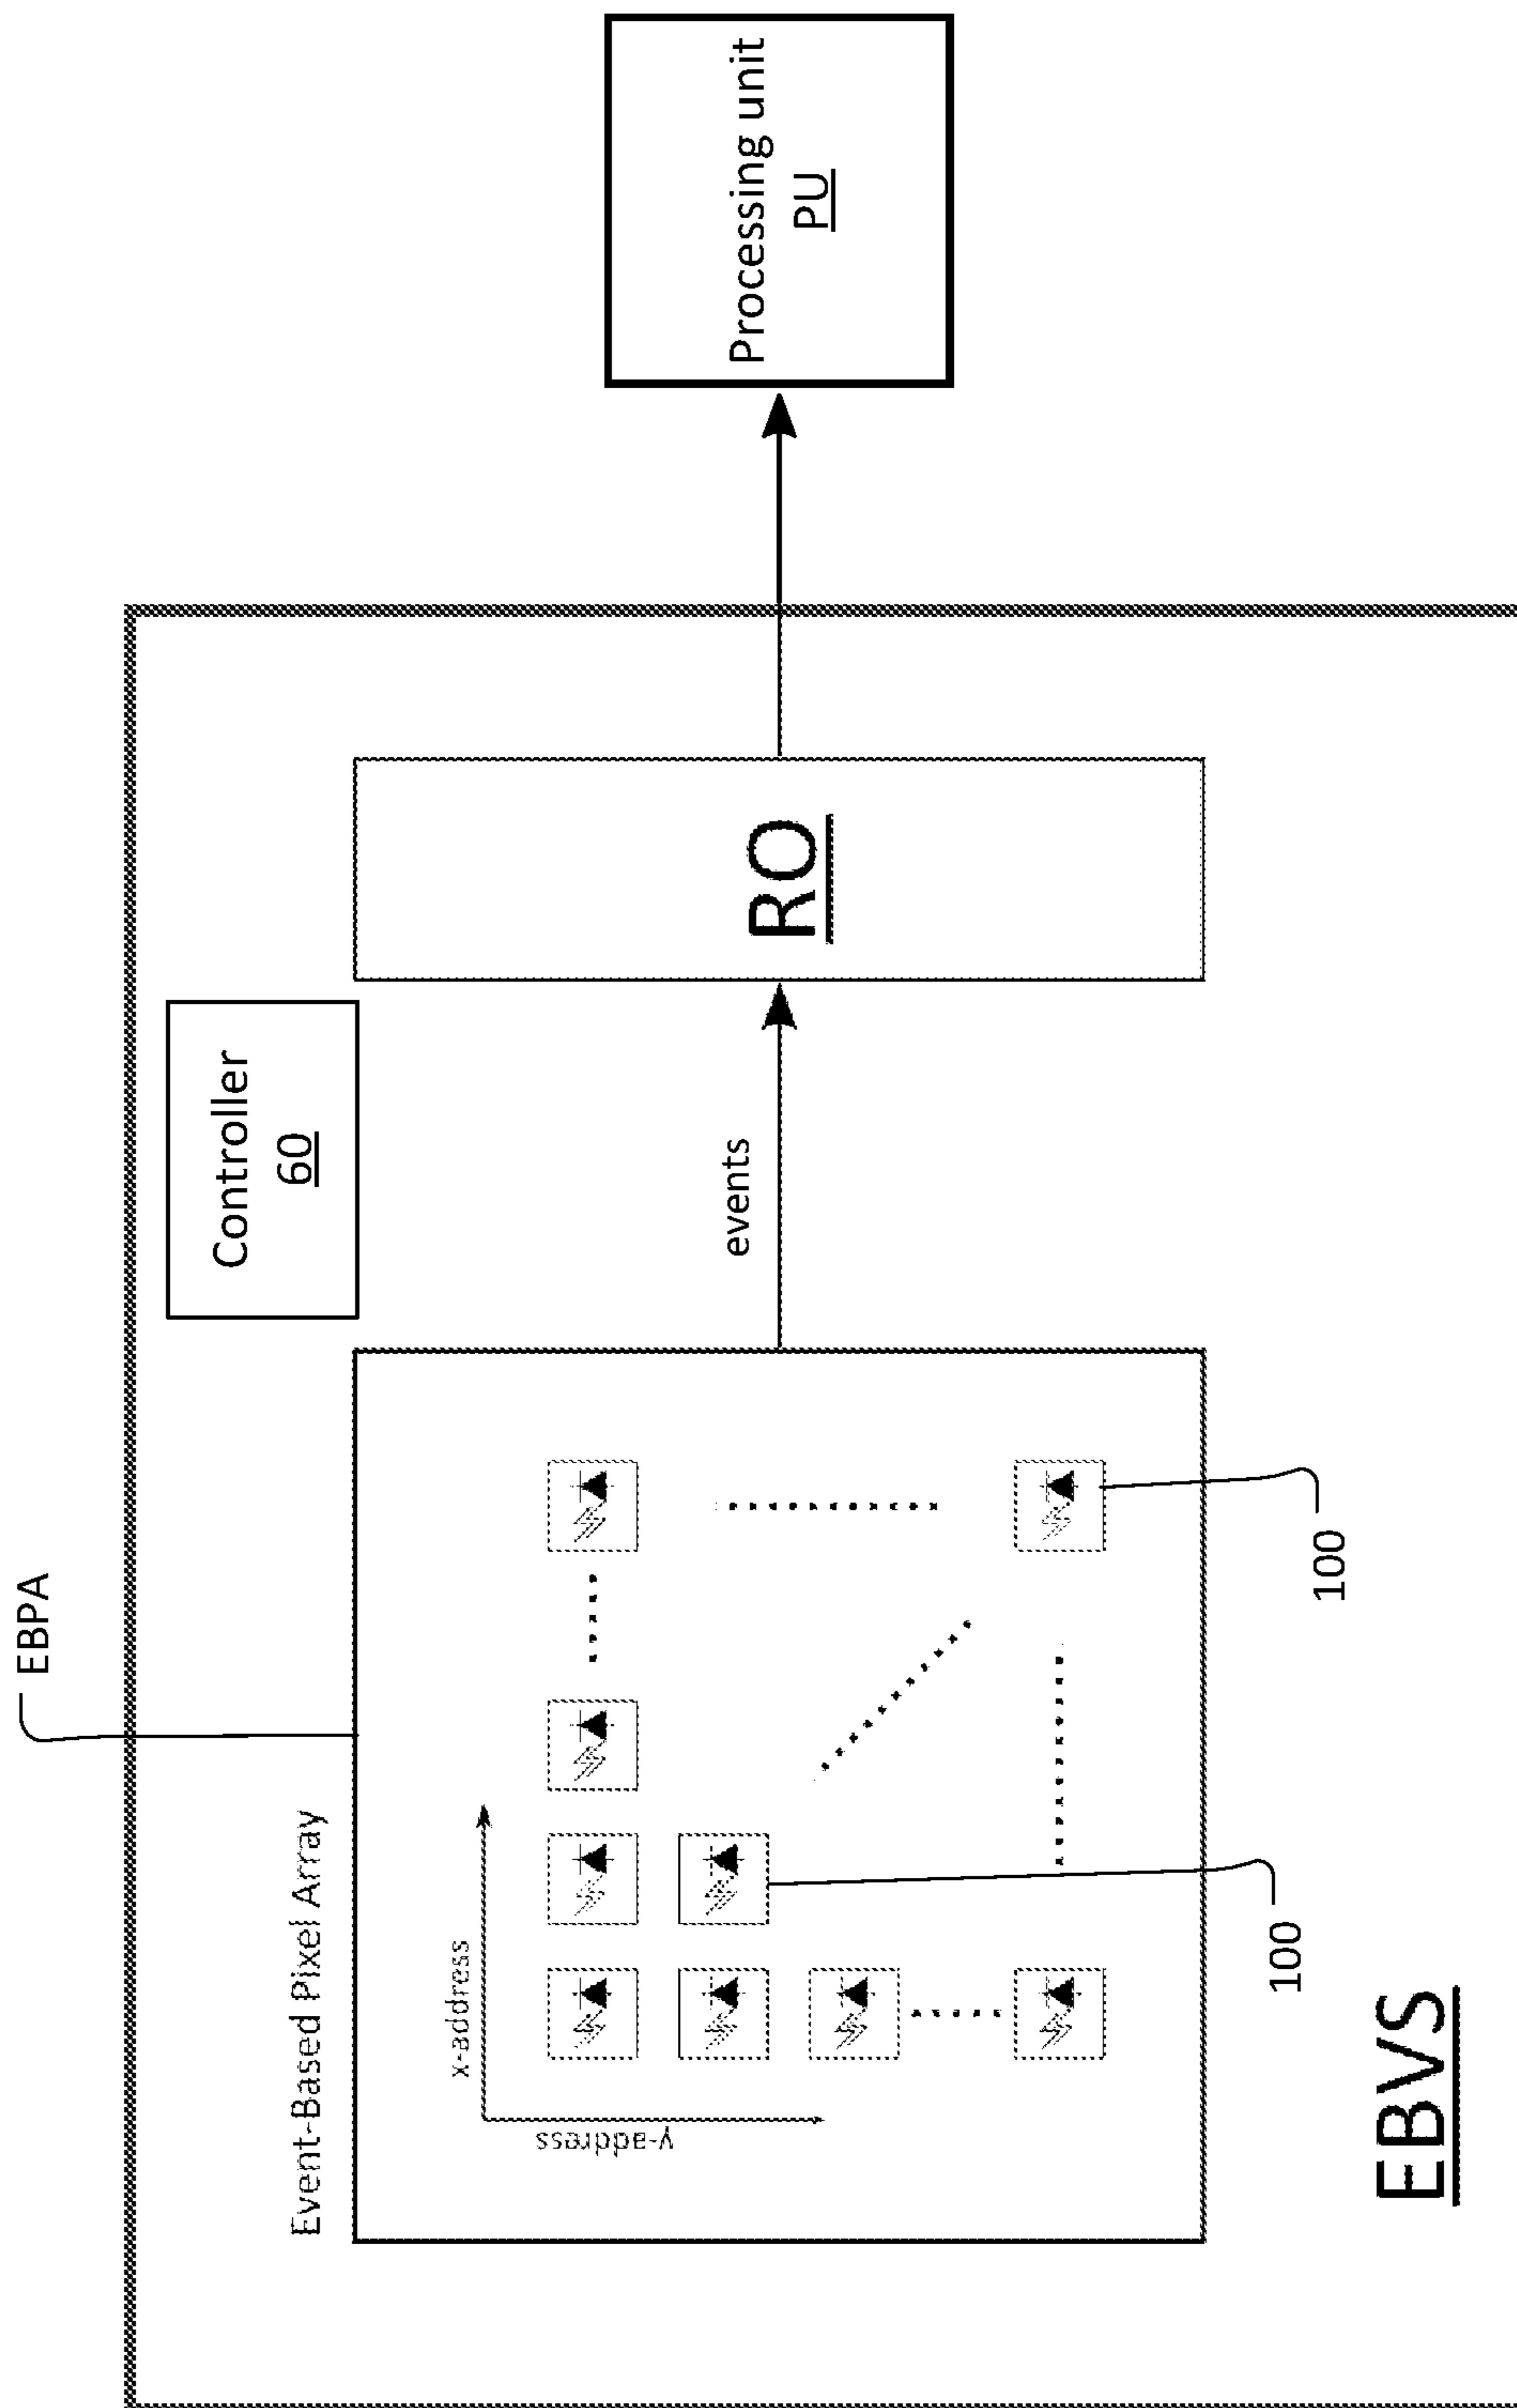 EBPA
Event-Based Pixel Array
x-address
y-address
Controller
60
events
RO
Processing unit
PU
100
100
EBVS